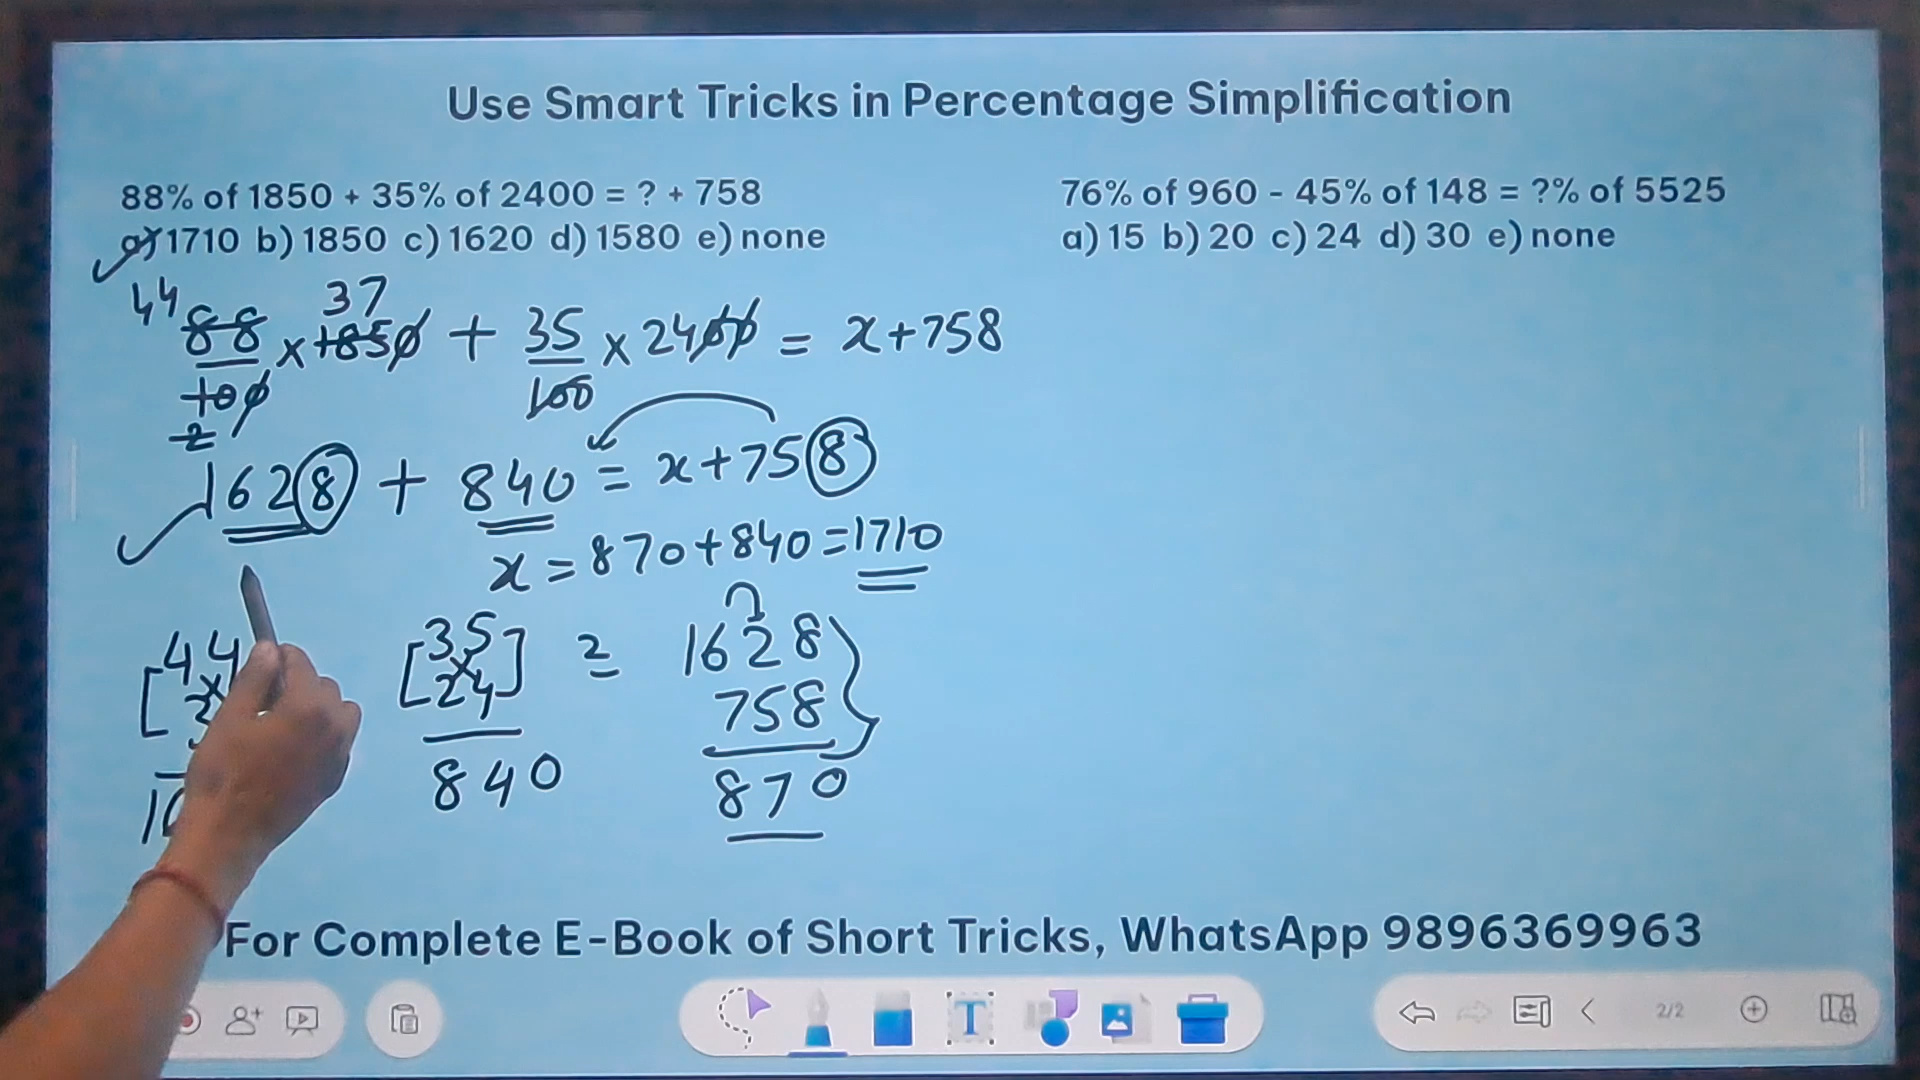 Use Smart Tricks in Percentage Simplification
88% of 1850 + 35% of 2400 = ? + 758
a) 1710 b) 1850 c) 1620 d) 1580 e) none
44 37
88 × 1850 + 35 × 2400 = x + 758
100 100
2
1628 + 840 = x + 758
x = 870 + 840 = 1710
[44 × [35 × 24] = 1628
758
840 870
76% of 960 - 45% of 148 = ?% of 5525
a) 15 b) 20 c) 24 d) 30 e) none
For Complete E-Book of Short Tricks, WhatsApp 9896369963
T
2/2